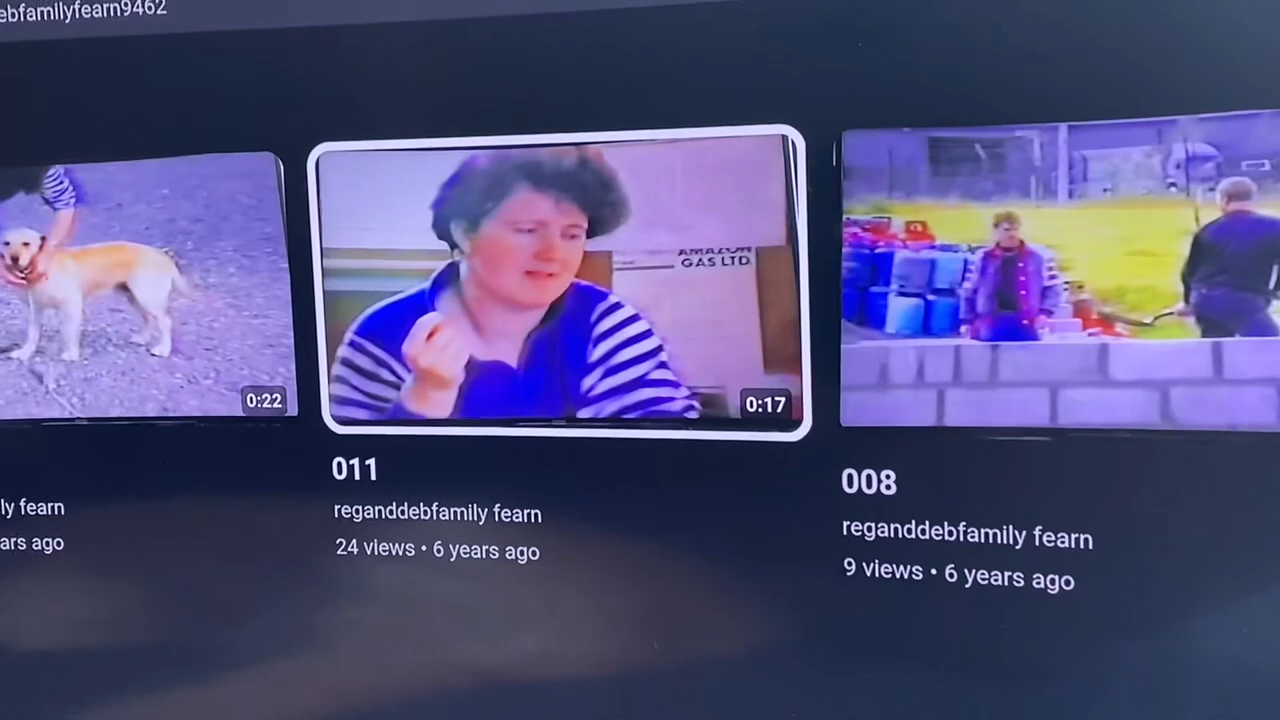 ebfamilyfearn9462
AMAZON
GAS LTD
0:22
0:17
011
008
ly fearn
reganddebfamily fearn
reganddebfamily fearn
ars ago
24 views • 6 years ago
9 views • 6 years ago